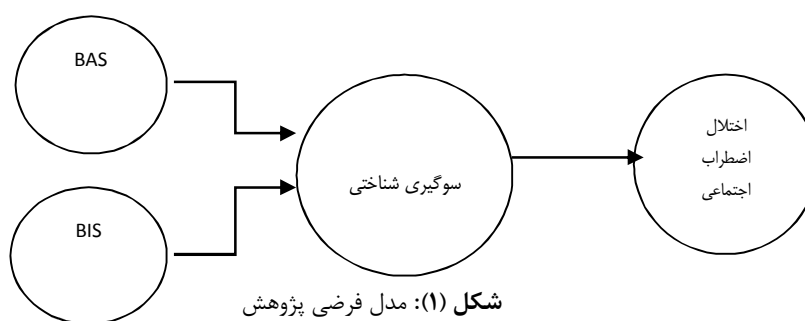 BAS
BIS
سوگیری شناختی
اختلال
اضطراب
اجتماعی
شکل (۱): مدل فرضی پژوهش